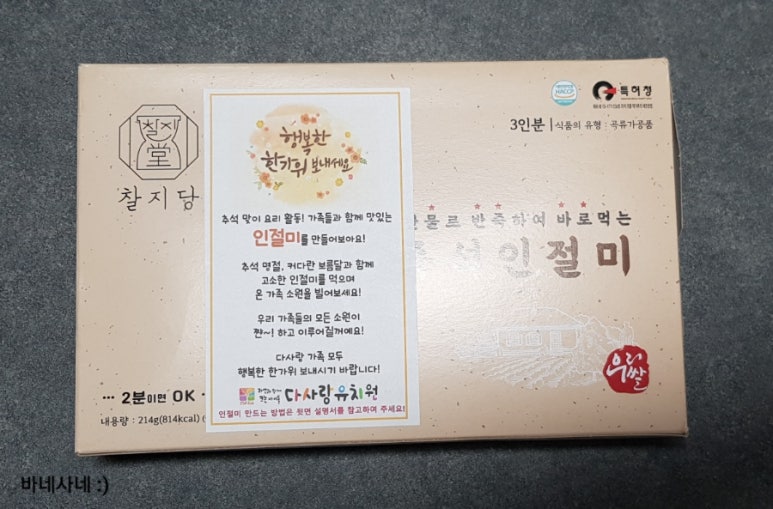 찰지당
HACCP
특허청
3인분 | 식품의 유형 : 곡류가공품
물로 반죽하여 바로먹는
인절미
우리쌀
··· 2분이면 OK
내용량 : 214g(814kcal)
행복한
한가위 보내세요
추석 맞이 요리 활동! 가족들과 함께 맛있는
인절미를 만들어보아요!
추석 명절, 커다란 보름달과 함께
고소한 인절미를 먹으며
온 가족 소원을 빌어보세요!
우리 가족들의 모든 소원이
쨘~! 하고 이루어질꺼예요!
다사랑 가족 모두
행복한 한가위 보내시기 바랍니다!
다사랑유치원
인절미 만드는 방법은 뒷면 설명서를 참고하여 주세요!
바네사네 :)